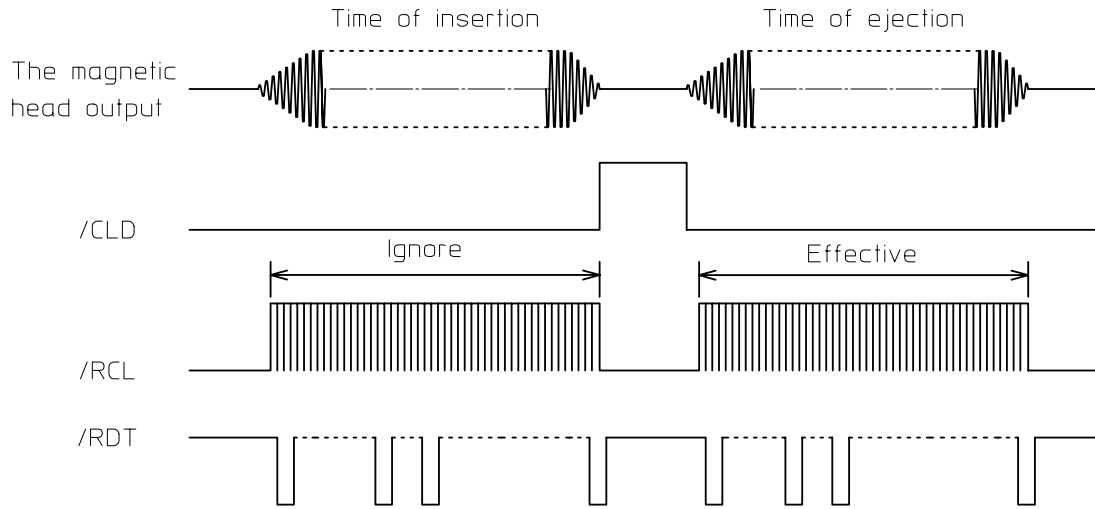 Time of insertion
Time of ejection
The magnetic
head output
/CLD
Ignore
Effective
/RCL
/RDT